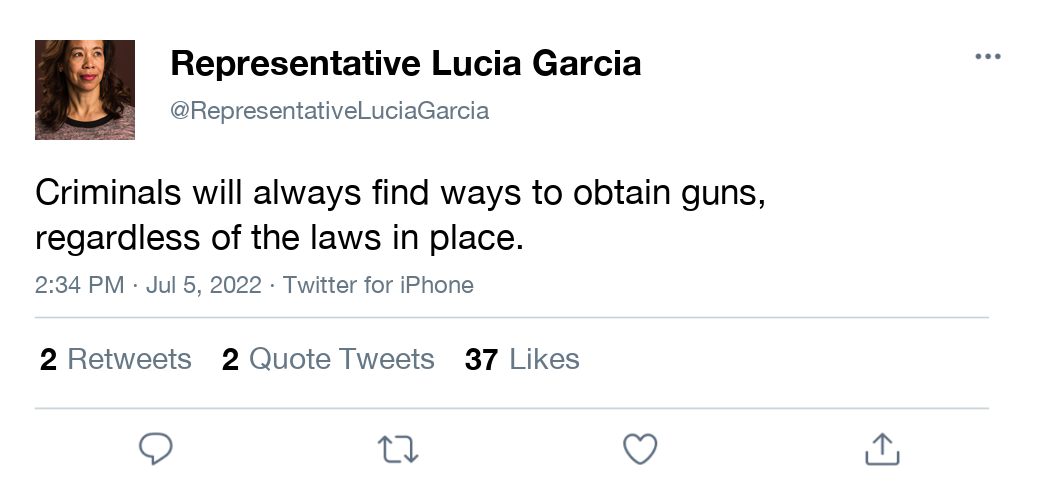 Representative Lucia Garcia
@RepresentativeLuciaGarcia
Criminals will always find ways to obtain guns,
regardless of the laws in place.
2:34 PM · Jul 5, 2022 · Twitter for iPhone
2 Retweets 2 Quote Tweets 37 Likes